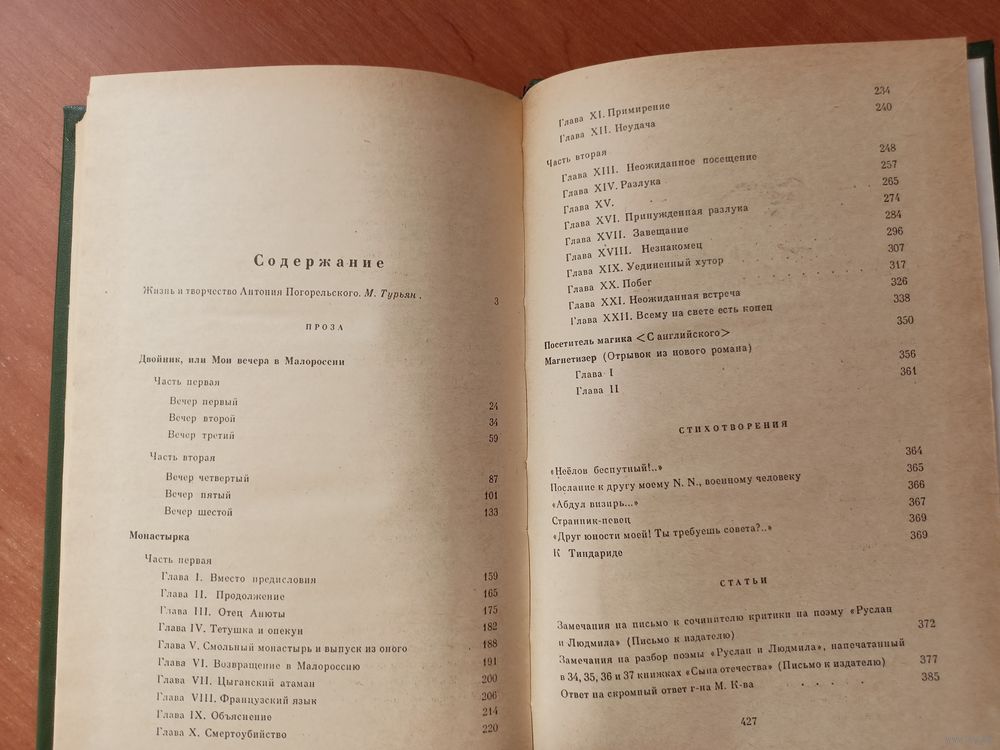 Содержание
Жизнь и творчество Антония Погорельского. М. Турьян . 3
ПРОЗА
Двойник, или Мои вечера в Малороссии
Часть первая
Вечер первый 24
Вечер второй 34
Вечер третий 59
Часть вторая
Вечер четвертый 87
Вечер пятый 101
Вечер шестой 133
Монастырка
Часть первая
Глава I. Вместо предисловия 159
Глава II. Продолжение 165
Глава III. Отец Анюты 175
Глава IV. Тетушка и опекун 182
Глава V. Смольный монастырь и выпуск из оного 188
Глава VI. Возвращение в Малороссию 191
Глава VII. Цыганский атаман 200
Глава VIII. Французский язык 206
Глава IX. Объяснение 214
Глава X. Смертоубийство 220
Глава XI. Примирение 234
Глава XII. Неудача 240
Часть вторая
Глава XIII. Неожиданное посещение 248
Глава XIV. Разлука 257
Глава XV. 265
Глава XVI. Принужденная разлука 274
Глава XVII. Завещание 284
Глава XVIII. Незнакомец 296
Глава XIX. Уединенный хутор 307
Глава XX. Побег 317
Глава XXI. Неожиданная встреча 326
Глава XXII. Всему на свете есть конец 338
Посетитель магика <С английского> 350
Магнетизер (Отрывок из нового романа)
Глава I 356
Глава II 361
СТИХОТВОРЕНИЯ
«Неёлов беспутный!..» 364
Послание к другу моему N. N., военному человеку 365
«Абдул визирь...» 366
Странник-певец 367
«Друг юности моей! Ты требуешь совета?..» 369
К Тиндариде 369
СТАТЬИ
Замечания на письмо к сочинителю критики на поэму «Руслан
и Людмила» (Письмо к издателю) 372
Замечания на разбор поэмы «Руслан и Людмила», напечатанный
в 34, 35, 36 и 37 книжках «Сына отечества» (Письмо к издателю) 377
Ответ на скромный ответ г-на М. К-ва . . . . . . 385
427